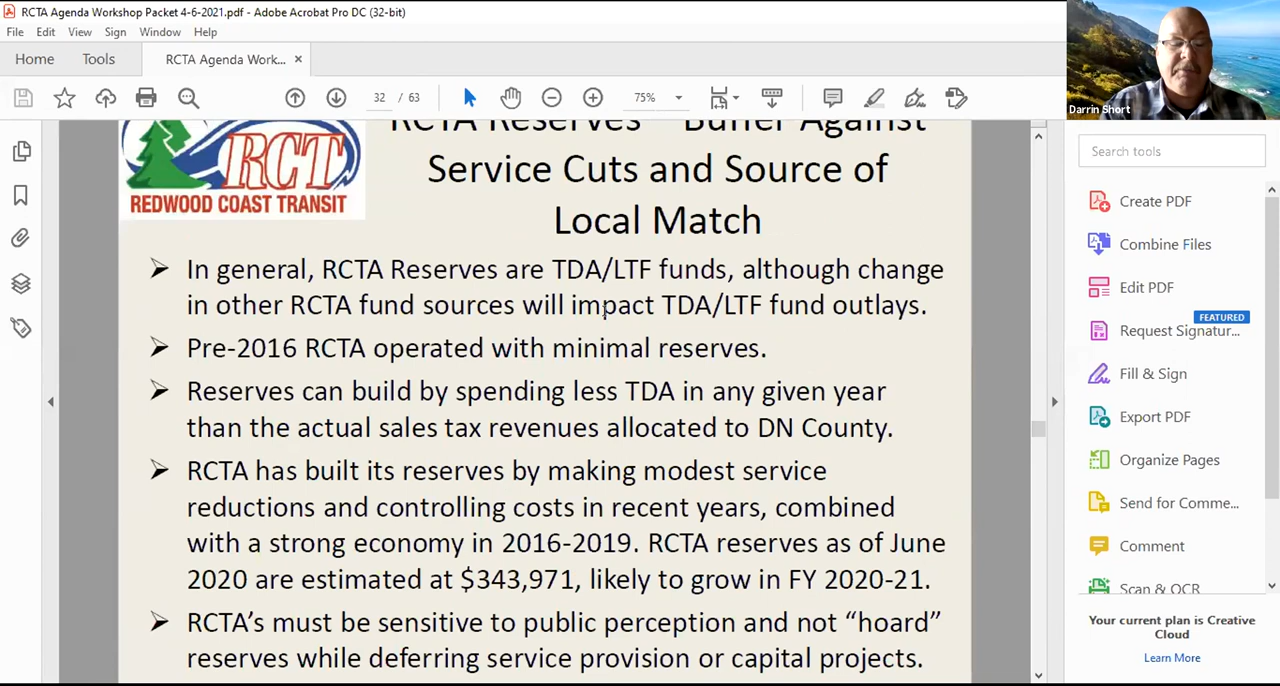 RCTA Agenda Workshop Packet 4-6-2021.pdf - Adobe Acrobat Pro DC (32-bit)
File Edit View Sign Window Help
Home Tools RCTA Agenda Work... ×
32 / 63 75%
Darrin Short
RCTA Reserves Buffer Against
Service Cuts and Source of
Local Match
RCT
REDWOOD COAST TRANSIT
➢ In general, RCTA Reserves are TDA/LTF funds, although change
in other RCTA fund sources will impact TDA/LTF fund outlays.
➢ Pre-2016 RCTA operated with minimal reserves.
➢ Reserves can build by spending less TDA in any given year
than the actual sales tax revenues allocated to DN County.
➢ RCTA has built its reserves by making modest service
reductions and controlling costs in recent years, combined
with a strong economy in 2016-2019. RCTA reserves as of June
2020 are estimated at $343,971, likely to grow in FY 2020-21.
➢ RCTA’s must be sensitive to public perception and not “hoard”
reserves while deferring service provision or capital projects.
Search tools
Create PDF
Combine Files
Edit PDF
FEATURED
Request Signatur...
Fill & Sign
Export PDF
Organize Pages
Send for Comme...
Comment
Scan & OCR
Your current plan is Creative
Cloud
Learn More